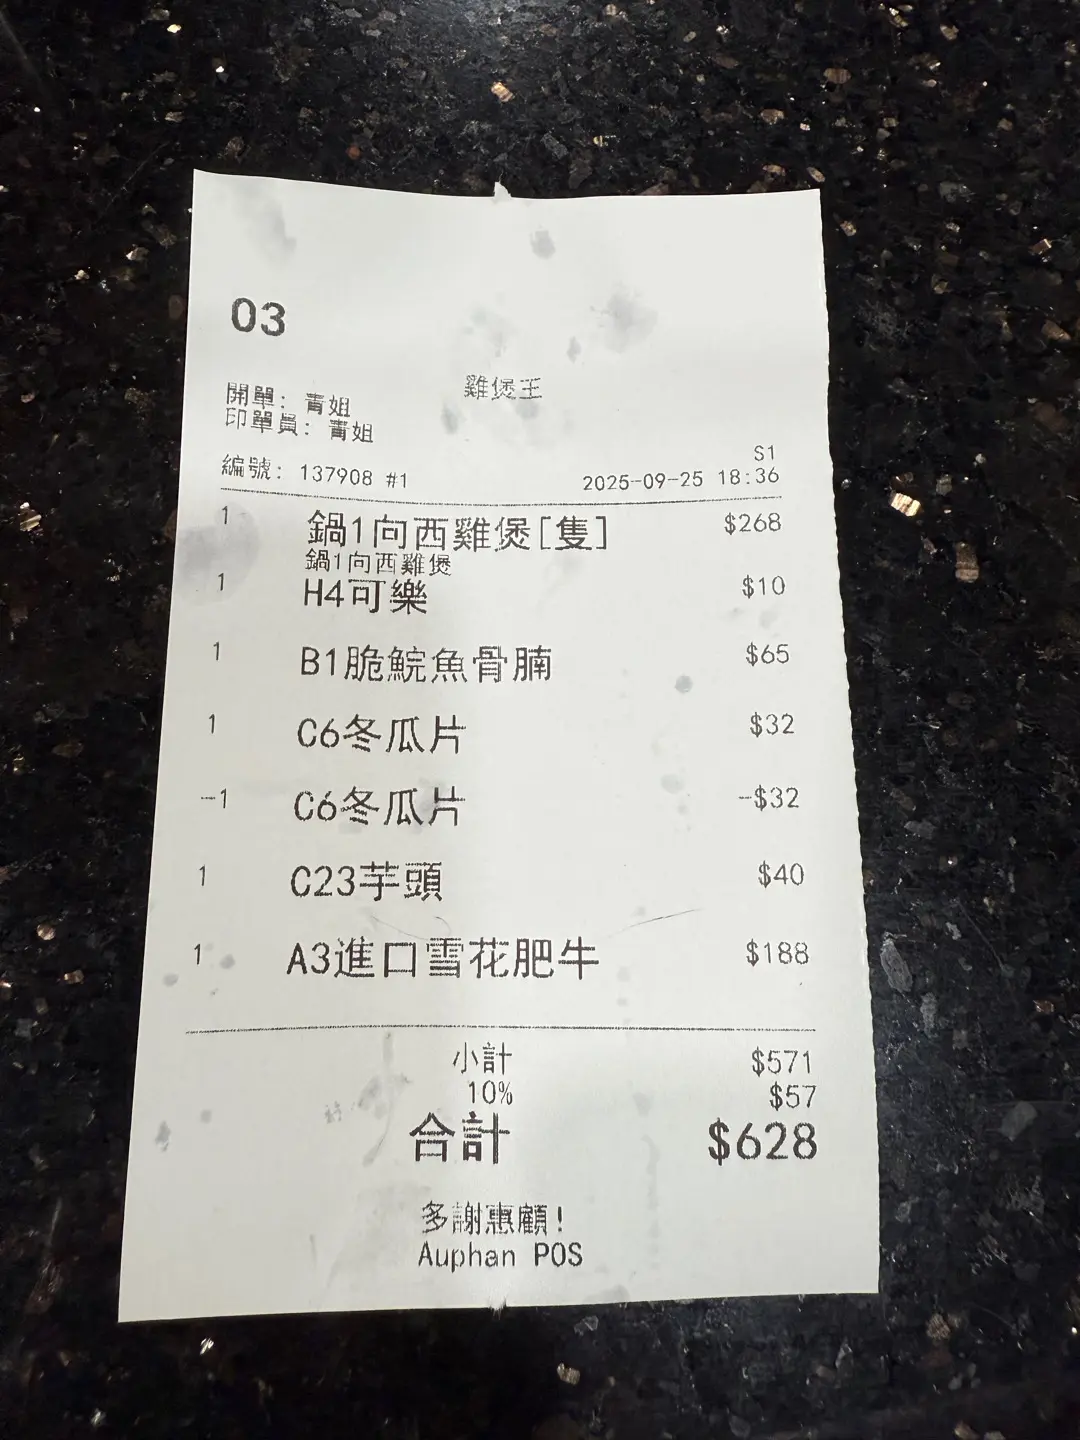 03
雞煲王
開單: 青姐
印單員: 青姐
S1
編號: 137908 #1 2025-09-25 18:36
1 鍋1向西雞煲[隻] $268
鍋1向西雞煲
1 H4可樂 $10
1 B1脆鯇魚骨腩 $65
1 C6冬瓜片 $32
-1 C6冬瓜片 -$32
1 C23芋頭 $40
1 A3進口雪花肥牛 $188
小計 $571
10% $57
合計 $628
多謝惠顧!
Auphan POS